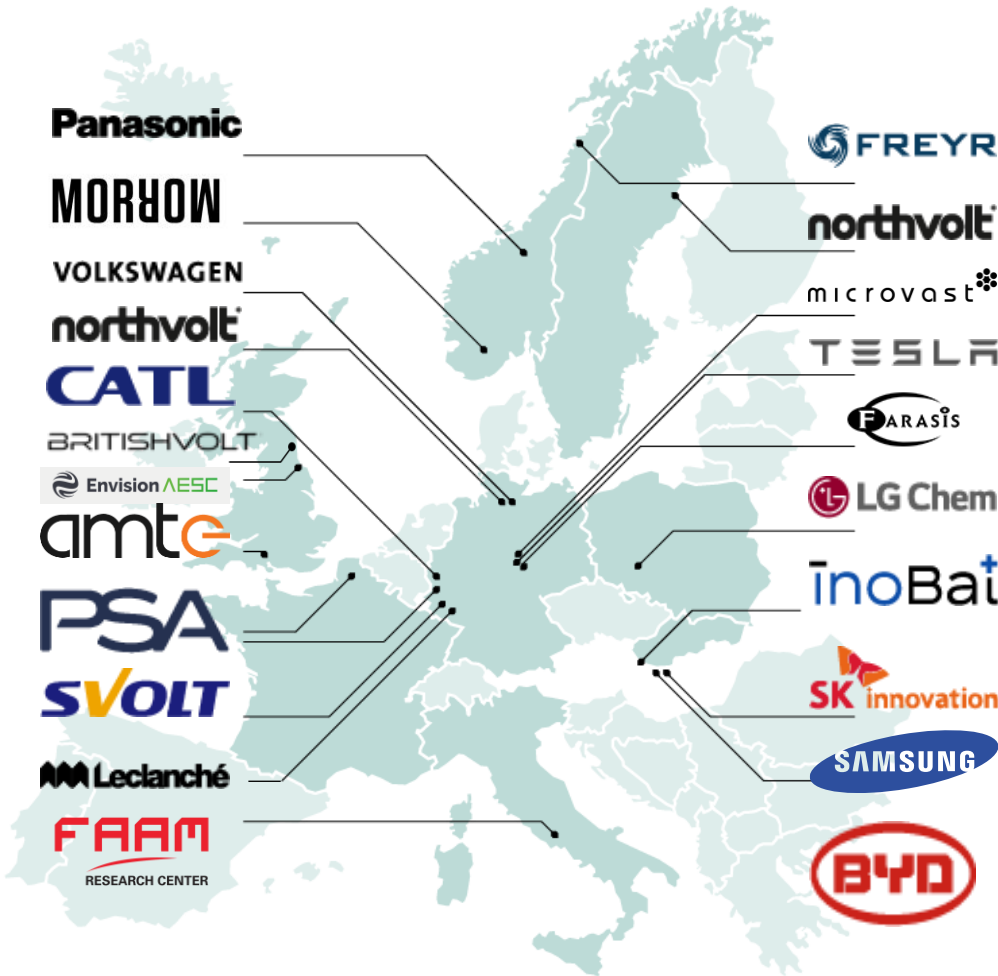 Panasonic
MORROW
VOLKSWAGEN
northvolt
CATL
BRITISHVOLT
Envision AESC
amte
PSA
SVOLT
Leclanché
FAAM
RESEARCH CENTER
FREYR
northvolt
microvast
TESLA
FARASIS
LG Chem
InoBat
SK innovation
SAMSUNG
BYD